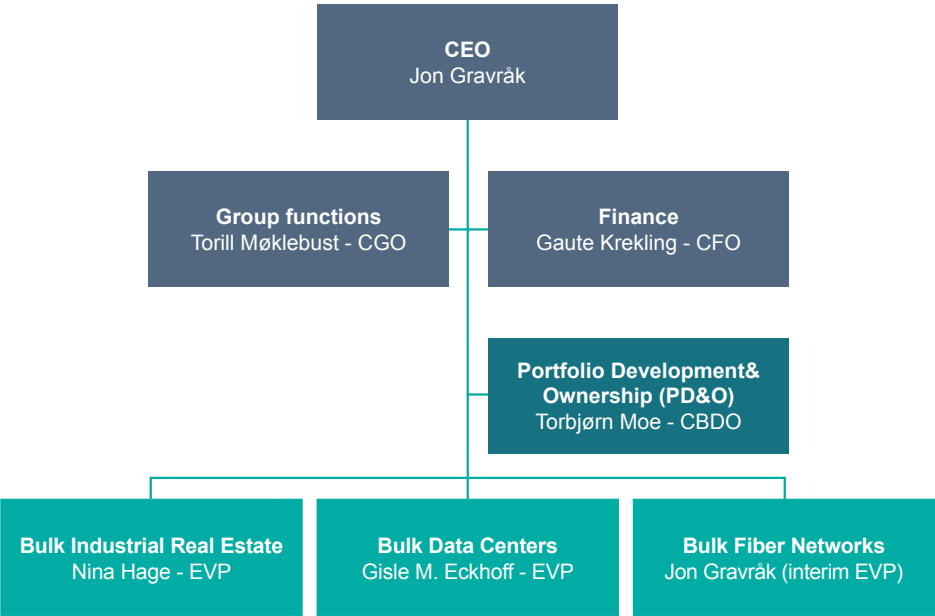 CEO
Jon Gravråk
Group functions
Torill Møklebust - CGO
Finance
Gaute Krekling - CFO
Portfolio Development&
Ownership (PD&O)
Torbjørn Moe - CBDO
Bulk Industrial Real Estate
Nina Hage - EVP
Bulk Data Centers
Gisle M. Eckhoff - EVP
Bulk Fiber Networks
Jon Gravråk (interim EVP)